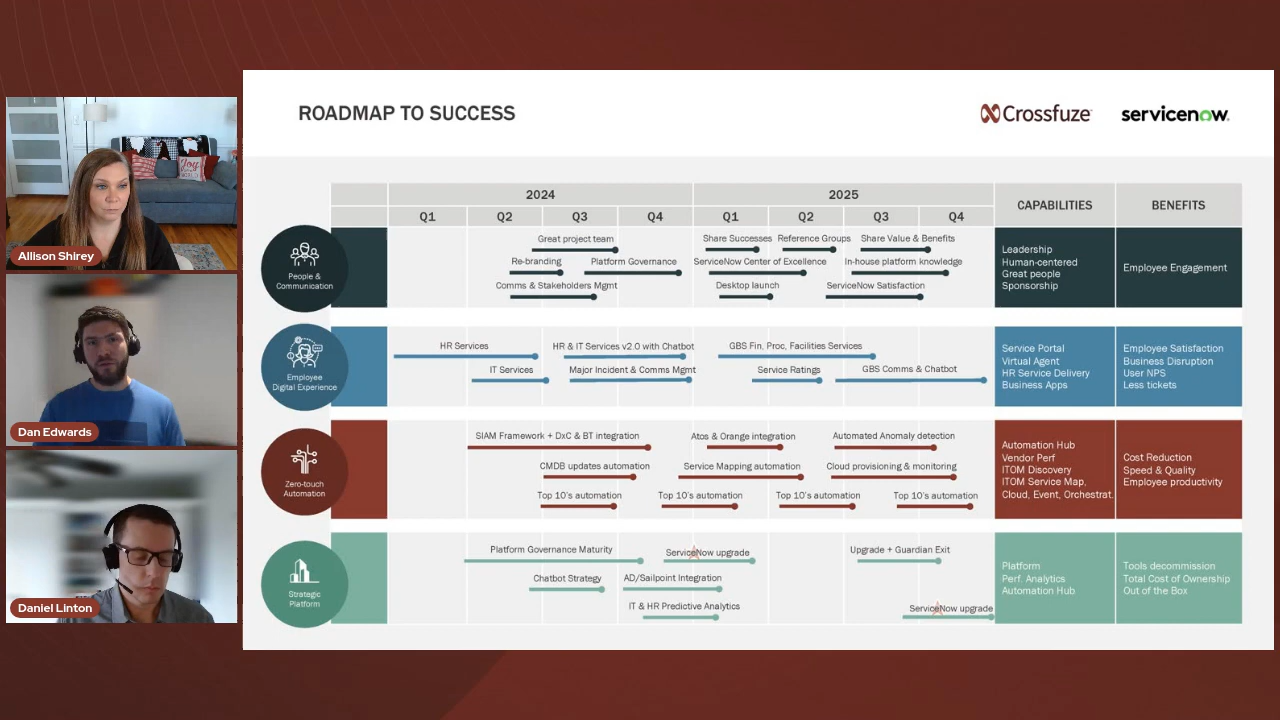 ROADMAP TO SUCCESS
Crossfuze
servicenow.
2024
2025
CAPABILITIES
BENEFITS
Q1
Q2
Q3
Q4
Q1
Q2
Q3
Q4
People &
Communication
Great project team
Share Successes
Reference Groups
Share Value & Benefits
Re-branding
Platform Governance
ServiceNow Center of Excellence
In-house platform knowledge
Comms & Stakeholders Mgmt
Desktop launch
ServiceNow Satisfaction
Leadership
Human-centered
Great people
Sponsorship
Employee Engagement
Employee
Digital Experience
HR Services
HR & IT Services v2.0 with Chatbot
GBS Fin, Proc, Facilities Services
IT Services
Major Incident & Comms Mgmt
Service Ratings
GBS Comms & Chatbot
Service Portal
Virtual Agent
HR Service Delivery
Business Apps
Employee Satisfaction
Business Disruption
User NPS
Less tickets
Zero-touch
Automation
SIAM Framework + DxC & BT integration
Atos & Orange integration
Automated Anomaly detection
CMDB updates automation
Service Mapping automation
Cloud provisioning & monitoring
Top 10's automation
Top 10's automation
Top 10's automation
Top 10's automation
Automation Hub
Vendor Perf
ITOM Discovery
ITOM Service Map,
Cloud, Event, Orchestrat.
Cost Reduction
Speed & Quality
Employee productivity
Strategic
Platform
Platform Governance Maturity
ServiceNow upgrade
Upgrade + Guardian Exit
Chatbot Strategy
AD/Sailpoint Integration
IT & HR Predictive Analytics
ServiceNow upgrade
Platform
Perf. Analytics
Automation Hub
Tools decommission
Total Cost of Ownership
Out of the Box
Allison Shirey
Dan Edwards
Daniel Linton